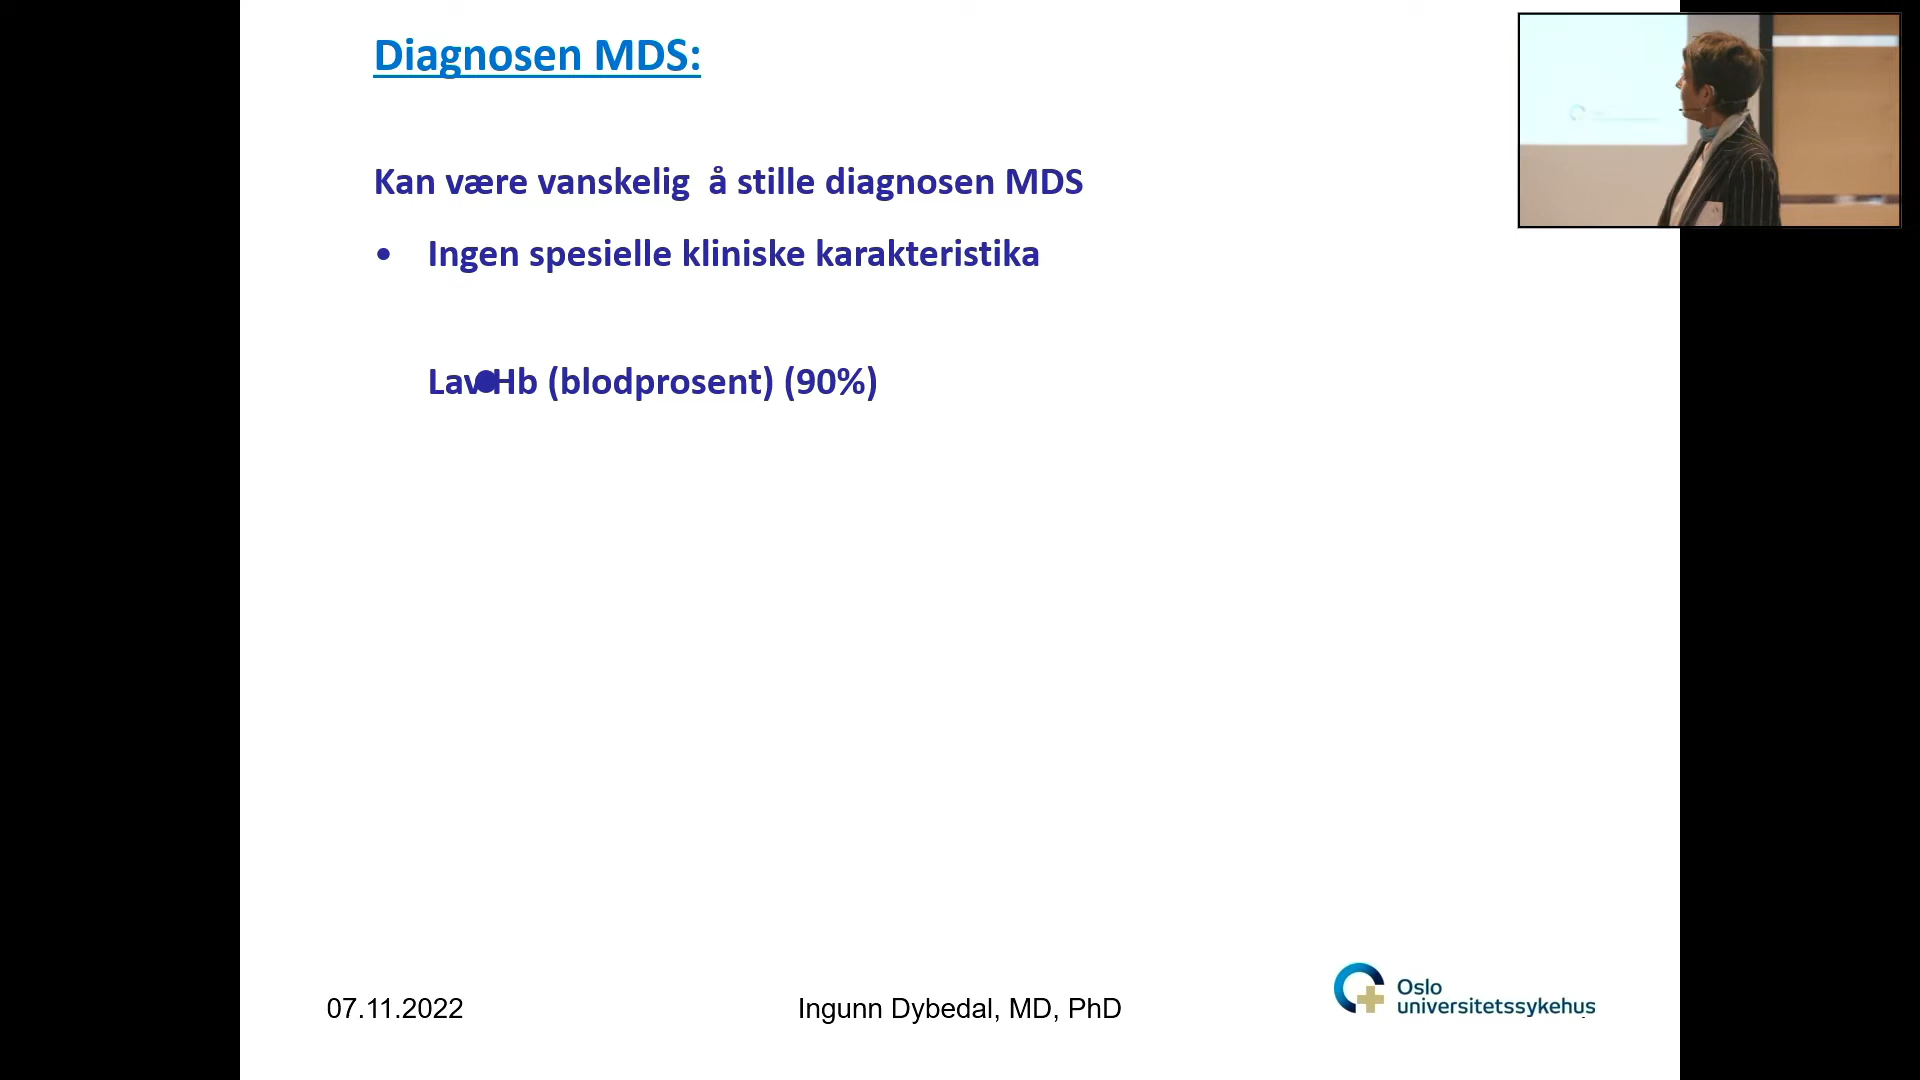 Diagnosen MDS:
Kan være vanskelig å stille diagnosen MDS
• Ingen spesielle kliniske karakteristika
Lav Hb (blodprosent) (90%)
07.11.2022
Ingunn Dybedal, MD, PhD
Oslo
universitetssykehus